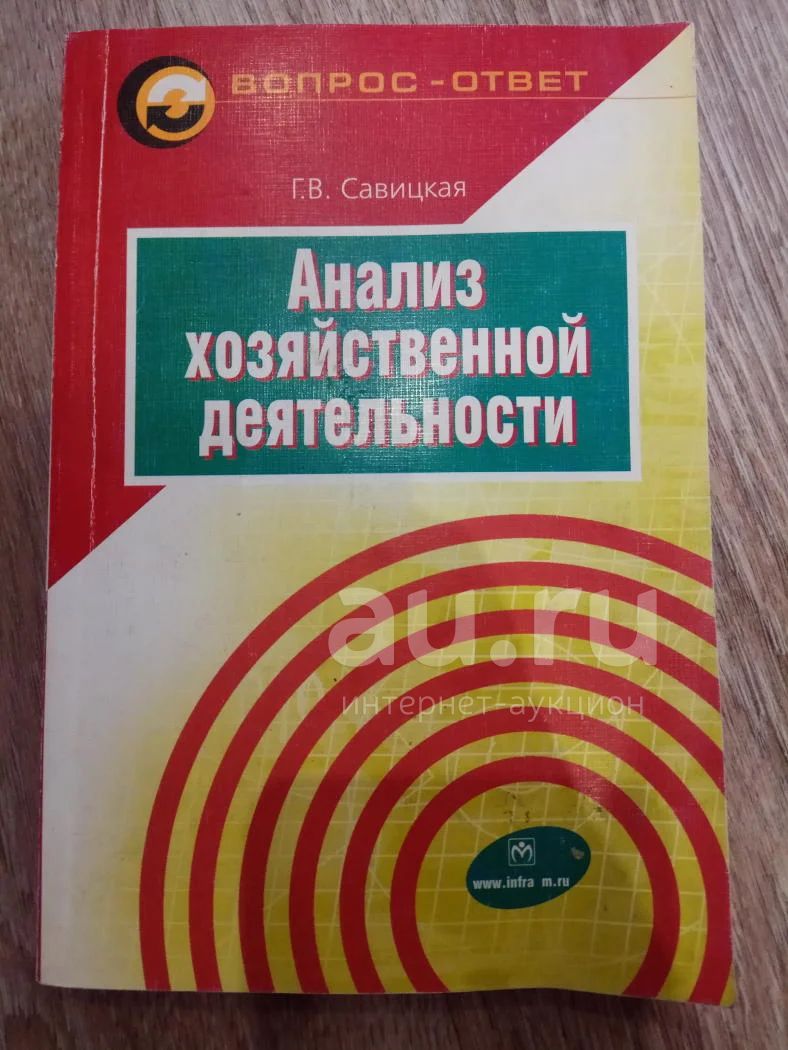 ВОПРОС - ОТВЕТ
Г.В. Савицкая
Анализ
хозяйственной
деятельности
au.ru
интернет-аукцион
www.infra m.ru